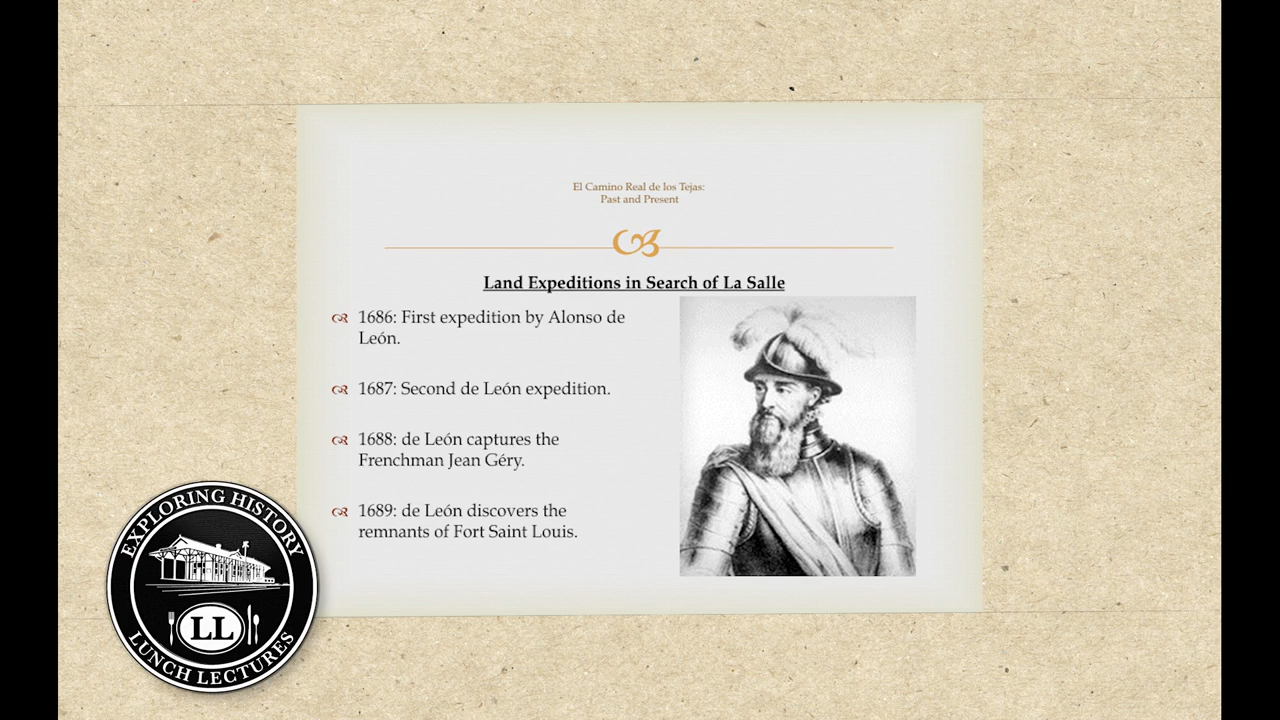 El Camino Real de los Tejas:
Past and Present
Land Expeditions in Search of La Salle
1686: First expedition by Alonso de
León.
1687: Second de León expedition.
1688: de León captures the
Frenchman Jean Géry.
1689: de León discovers the
remnants of Fort Saint Louis.
EXPLORING HISTORY
LL
LUNCH LECTURES